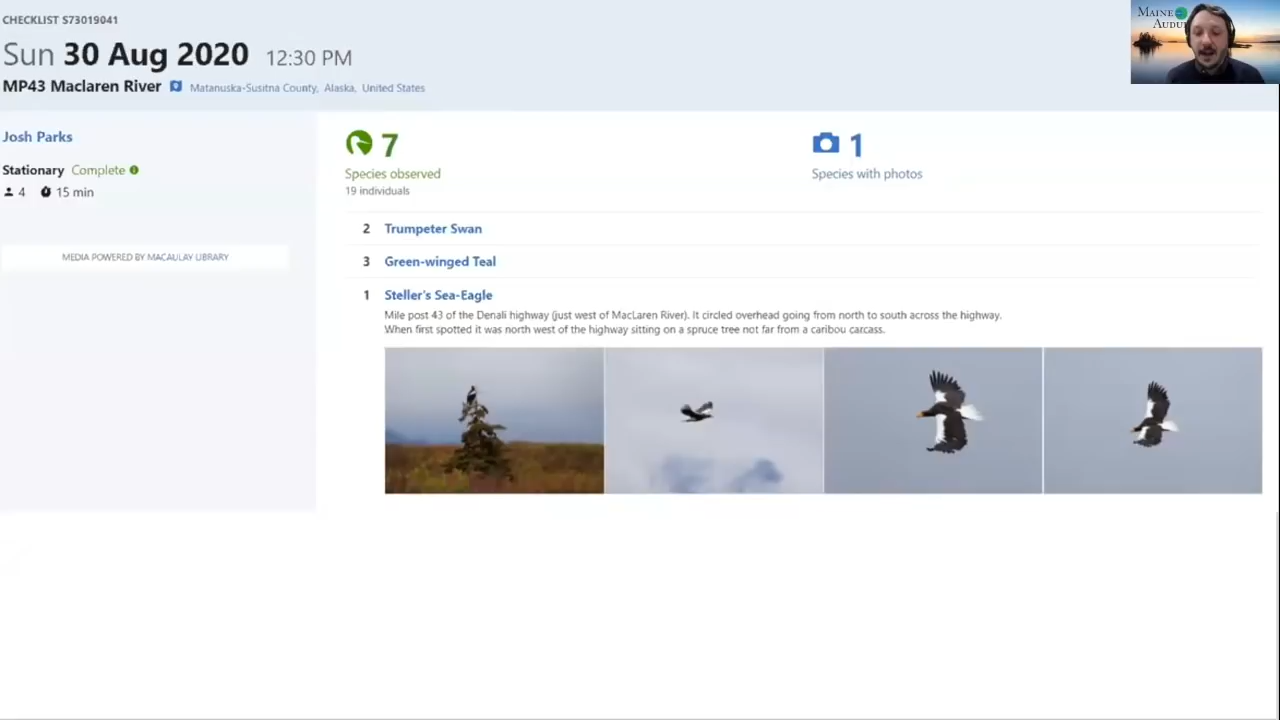 CHECKLIST S73019041
Sun 30 Aug 2020 12:30 PM
MP43 Maclaren River Matanuska-Susitna County, Alaska, United States
MAINE
AUDU
Josh Parks
Stationary Complete
4 15 min
MEDIA POWERED BY MACAULAY LIBRARY
7
Species observed
19 individuals
1
Species with photos
2 Trumpeter Swan
3 Green-winged Teal
1 Steller's Sea-Eagle
Mile post 43 of the Denali highway (just west of MacLaren River). It circled overhead going from north to south across the highway.
When first spotted it was north west of the highway sitting on a spruce tree not far from a caribou carcass.